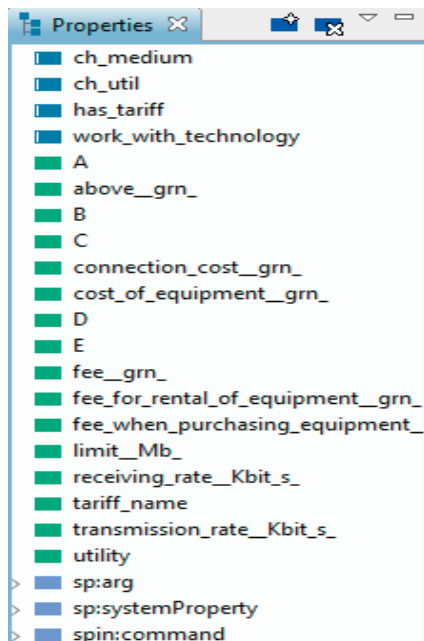 Properties
ch_medium
ch_util
has_tariff
work_with_technology
A
above__grn_
B
C
connection_cost__grn_
cost_of_equipment__grn_
D
E
fee__grn_
fee_for_rental_of_equipment__grn_
fee_when_purchasing_equipment_
limit__Mb_
receiving_rate__Kbit_s_
tariff_name
transmission_rate__Kbit_s_
utility
sp:arg
sp:systemProperty
spin:command